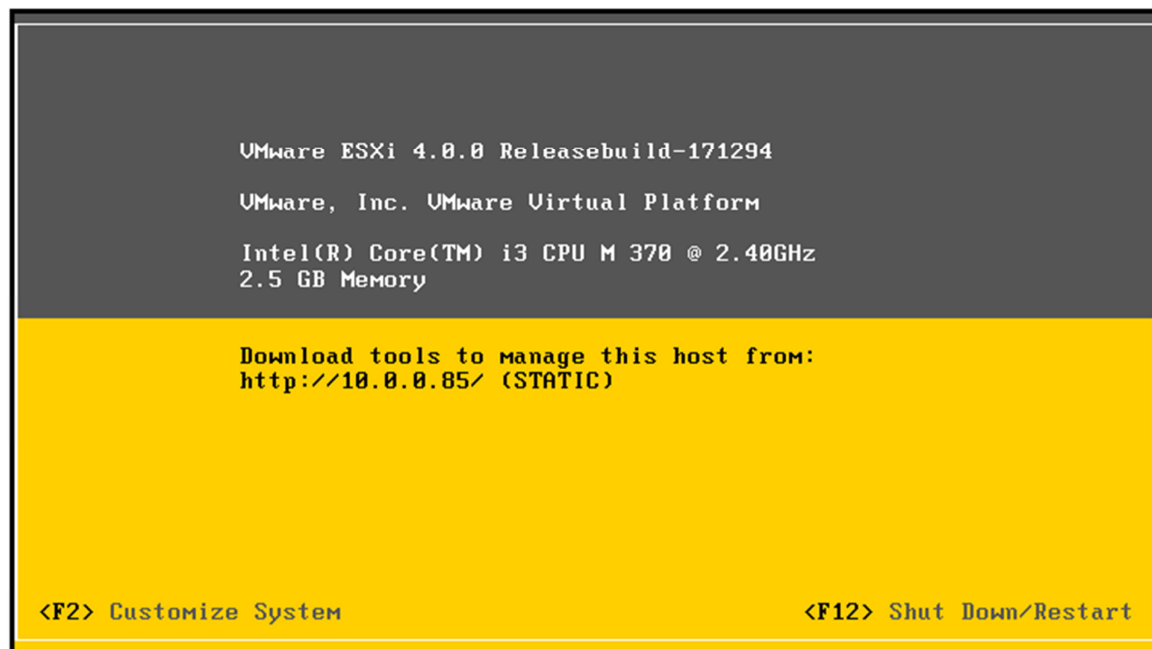 VMware ESXi 4.0.0 Releasebuild-171294
VMware, Inc. VMware Virtual Platform
Intel(R) Core(TM) i3 CPU M 370 @ 2.40GHz
2.5 GB Memory
Download tools to manage this host from:
http://10.0.0.85/ (STATIC)
<F2> Customize System
<F12> Shut Down/Restart